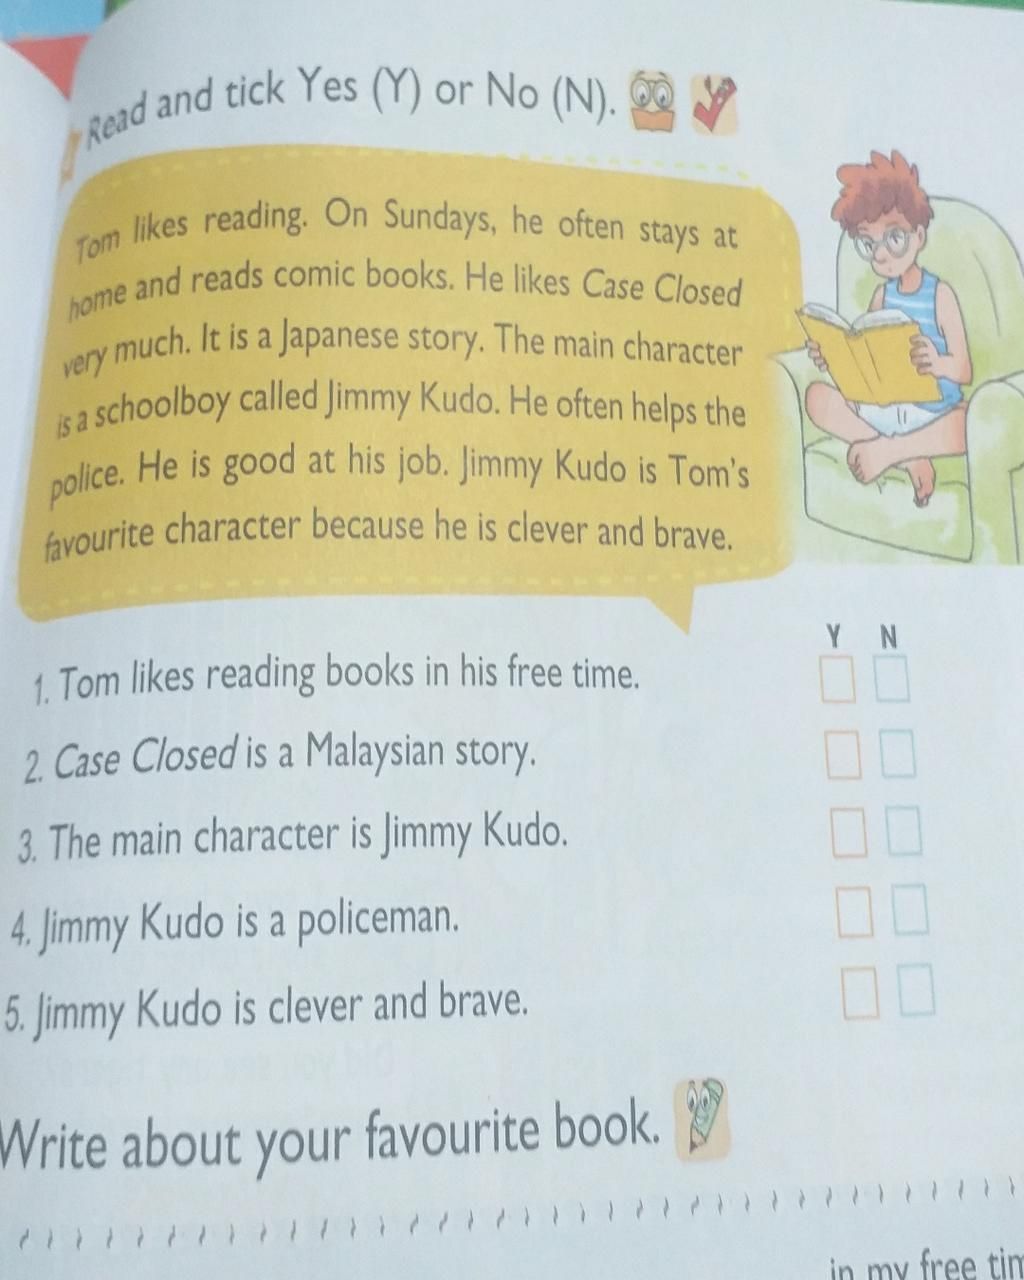 Read and tick Yes (Y) or No (N).
Tom likes reading. On Sundays, he often stays at
home and reads comic books. He likes Case Closed
very much. It is a Japanese story. The main character
is a schoolboy called Jimmy Kudo. He often helps the
police. He is good at his job. Jimmy Kudo is Tom's
favourite character because he is clever and brave.
Y N
1. Tom likes reading books in his free time.
2. Case Closed is a Malaysian story.
3. The main character is Jimmy Kudo.
4. Jimmy Kudo is a policeman.
5. Jimmy Kudo is clever and brave.
Write about your favourite book.
in my free